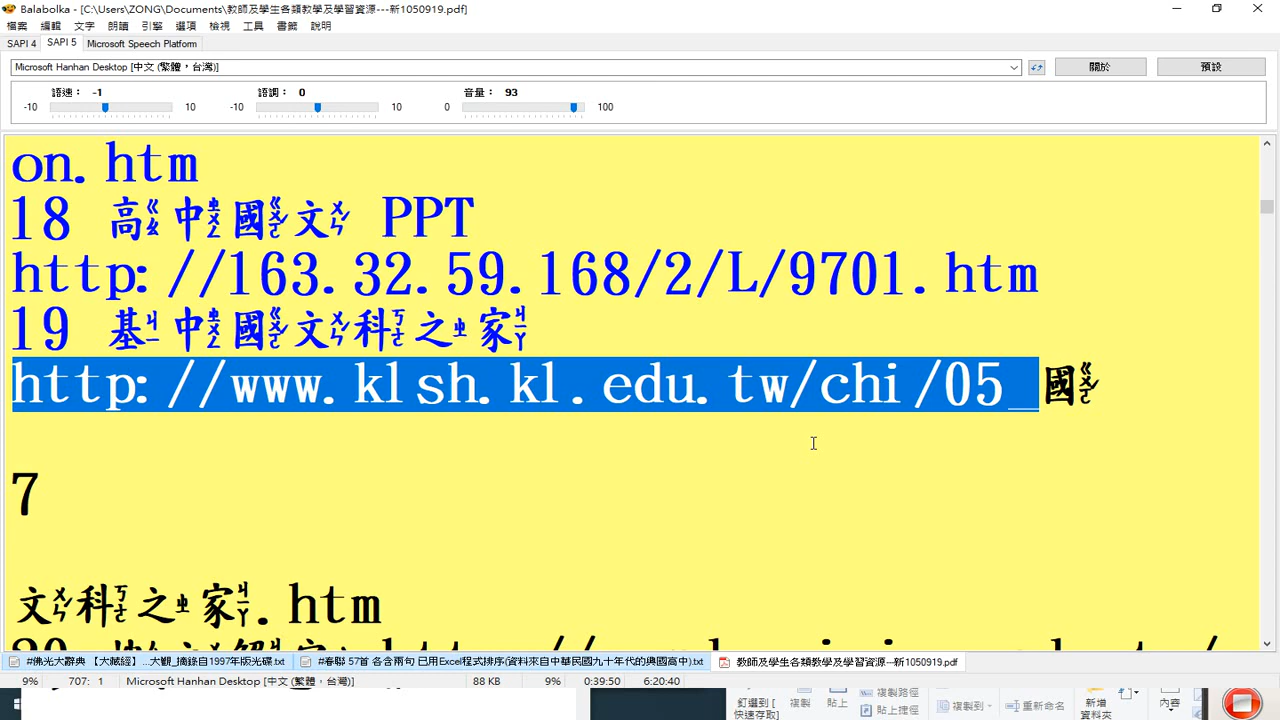 Balabolka - [C:\Users\ZONG\Documents\教師及學生各類教學及學習資源---新1050919.pdf]
檔案 編輯 文字 朗讀 引擎 選項 檢視 工具 書籤 說明
SAPI 4 SAPI 5 Microsoft Speech Platform
Microsoft Hanhan Desktop [中文 (繁體，台灣)] 關於 預設
語速： -1 語調： 0 音量： 93
-10 10 -10 10 0 100
on.htm
18 高中國文 PPT
http://163.32.59.168/2/L/9701.htm
19 基中國文科之家
http://www.klsh.kl.edu.tw/chi/05_國
7
文科之家.htm
#佛光大辭典 【大藏經】...大觀_摘錄自1997年版光碟.txt #春聯 57首 各含兩句 已用Excel程式排序(資料來自中華民國九十年代的興國高中).txt 教師及學生各類教學及學習資源---新1050919.pdf
9% 707: 1 Microsoft Hanhan Desktop [中文 (繁體，台灣)] 88 KB 9% 0:39:50 6:20:40
釘選到 [ 快速存取] 複製 貼上 複製路徑 貼上捷徑 複製到 重新命名 新增 資料夾 內容